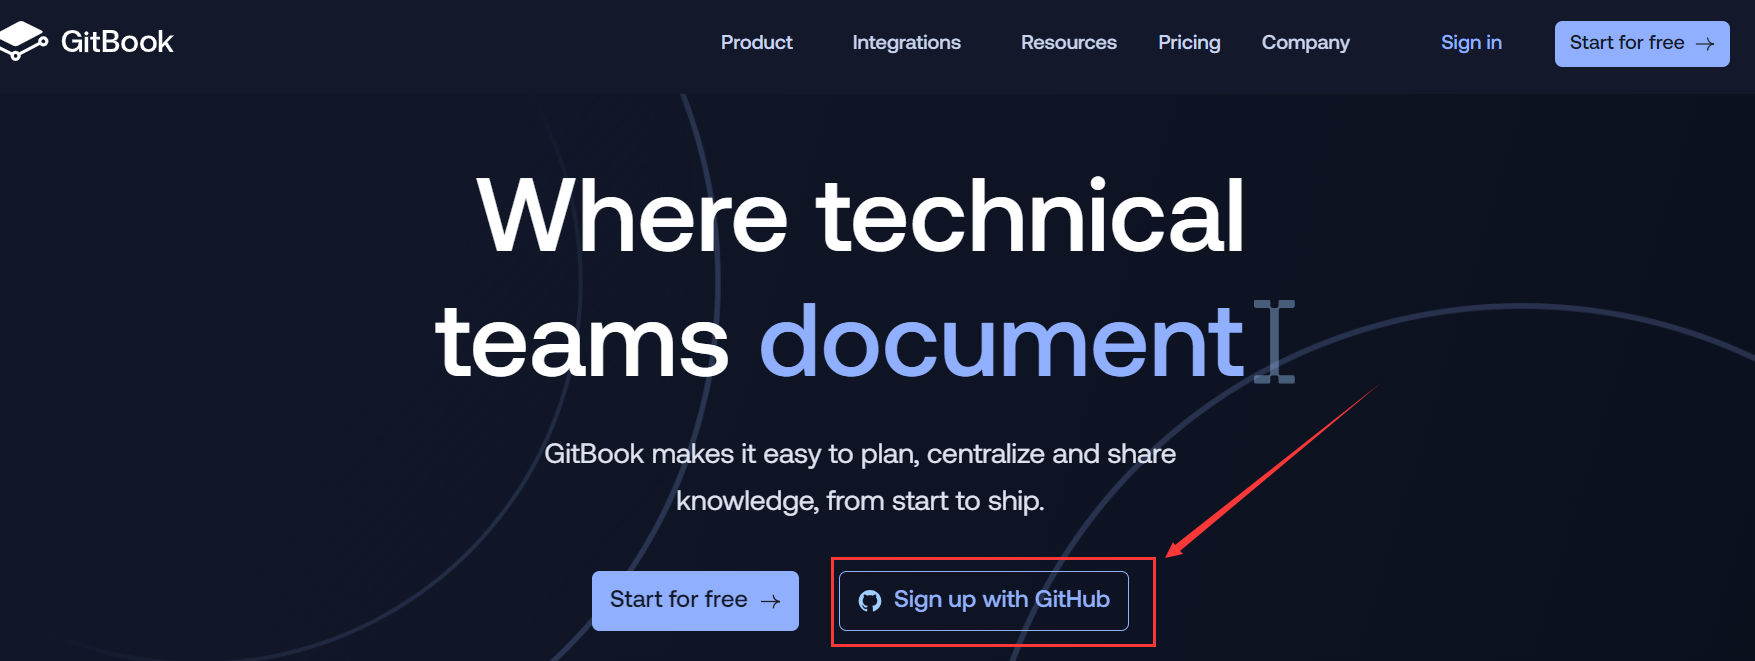 GitBook
Product Integrations Resources Pricing Company Sign in Start for free →
Where technical
teams document
GitBook makes it easy to plan, centralize and share
knowledge, from start to ship.
Start for free →
Sign up with GitHub